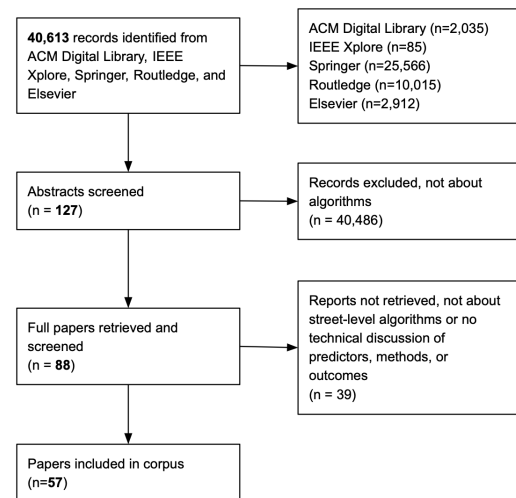 40,613 records identified from
ACM Digital Library, IEEE
Xplore, Springer, Routledge, and
Elsevier
ACM Digital Library (n=2,035)
IEEE Xplore (n=85)
Springer (n=25,566)
Routledge (n=10,015)
Elsevier (n=2,912)
Abstracts screened
(n = 127)
Records excluded, not about
algorithms
(n = 40,486)
Full papers retrieved and
screened
(n = 88)
Reports not retrieved, not about
street-level algorithms or no
technical discussion of
predictors, methods, or
outcomes
(n = 39)
Papers included in corpus
(n=57)